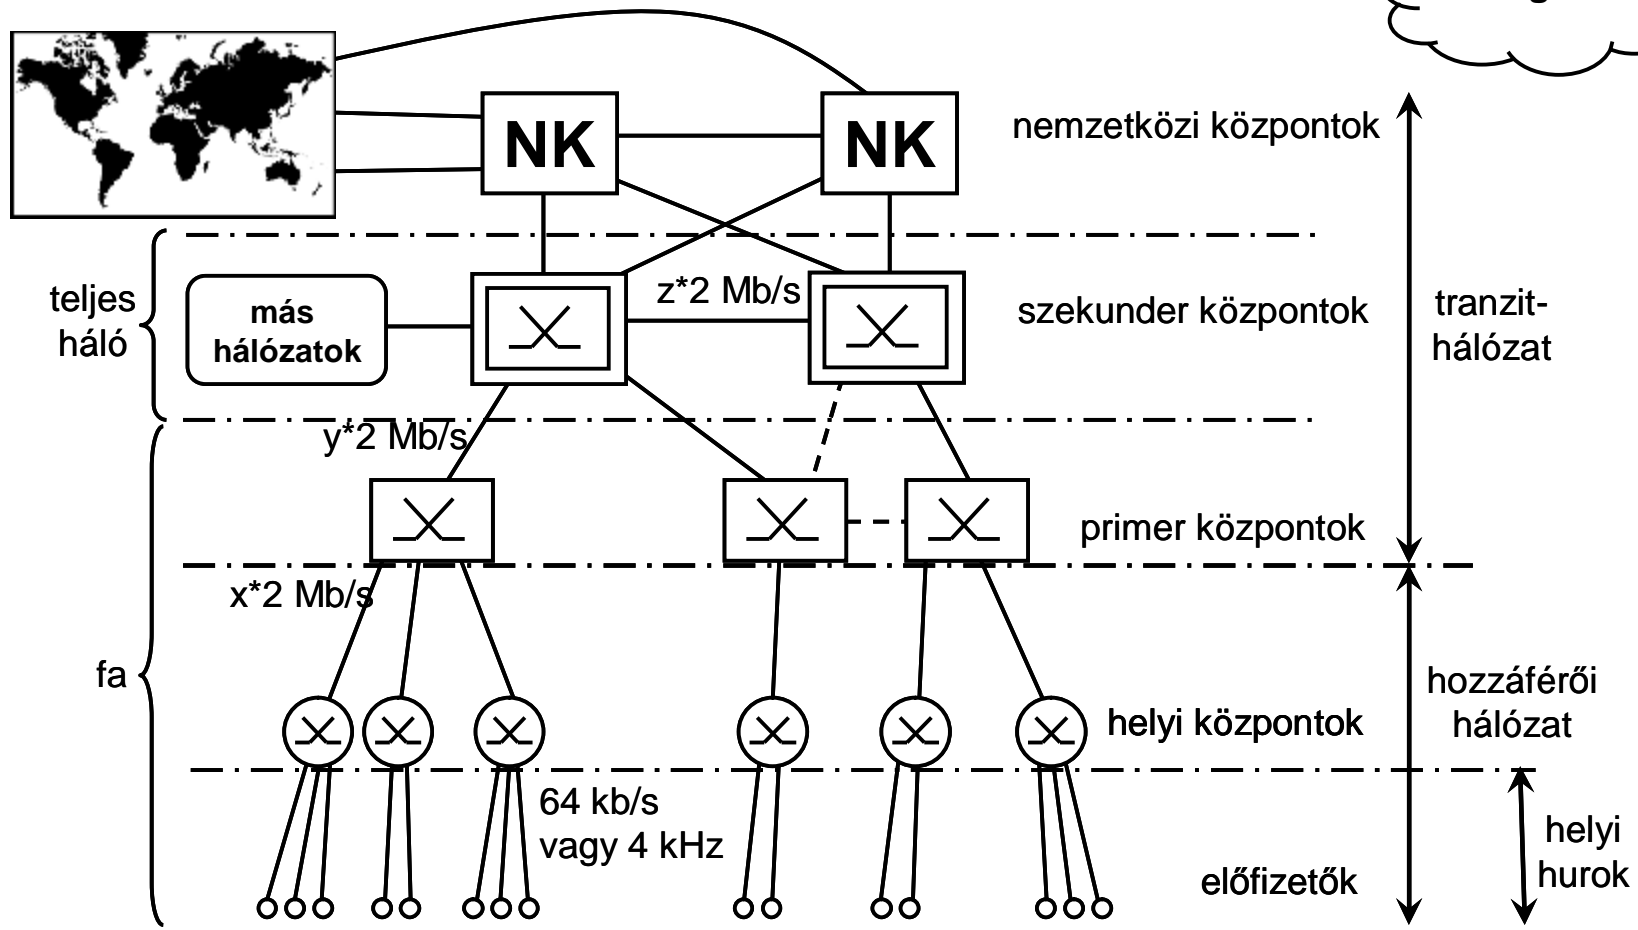 NK
NK
nemzetközi központok
teljes
háló
más
hálózatok
z*2 Mb/s
szekunder központok
tranzit-
hálózat
y*2 Mb/s
primer központok
x*2 Mb/s
fa
helyi központok
hozzáférői
hálózat
64 kb/s
vagy 4 kHz
előfizetők
helyi
hurok